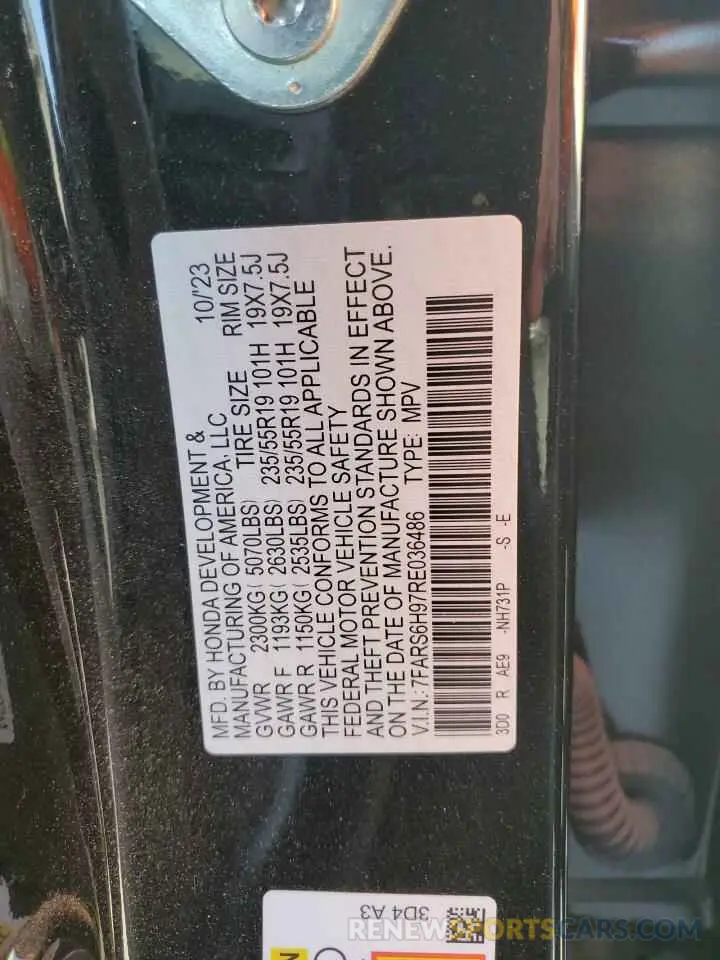 MFD. BY HONDA DEVELOPMENT &
MANUFACTURING OF AMERICA, LLC 10/'23
GVWR 2300KG( 5070LBS) TIRE SIZE RIM SIZE
GAWR F 1193KG( 2630LBS) 235/55R19 101H 19X7.5J
GAWR R 1150KG( 2535LBS) 235/55R19 101H 19X7.5J
THIS VEHICLE CONFORMS TO ALL APPLICABLE
FEDERAL MOTOR VEHICLE SAFETY
AND THEFT PREVENTION STANDARDS IN EFFECT
ON THE DATE OF MANUFACTURE SHOWN ABOVE.
V.I.N.: 7FARS6H97RE036486 TYPE: MPV
3D0 R AE9 -NH731P -S -E
3D4 A3
RENEWSPORTSCARS.COM